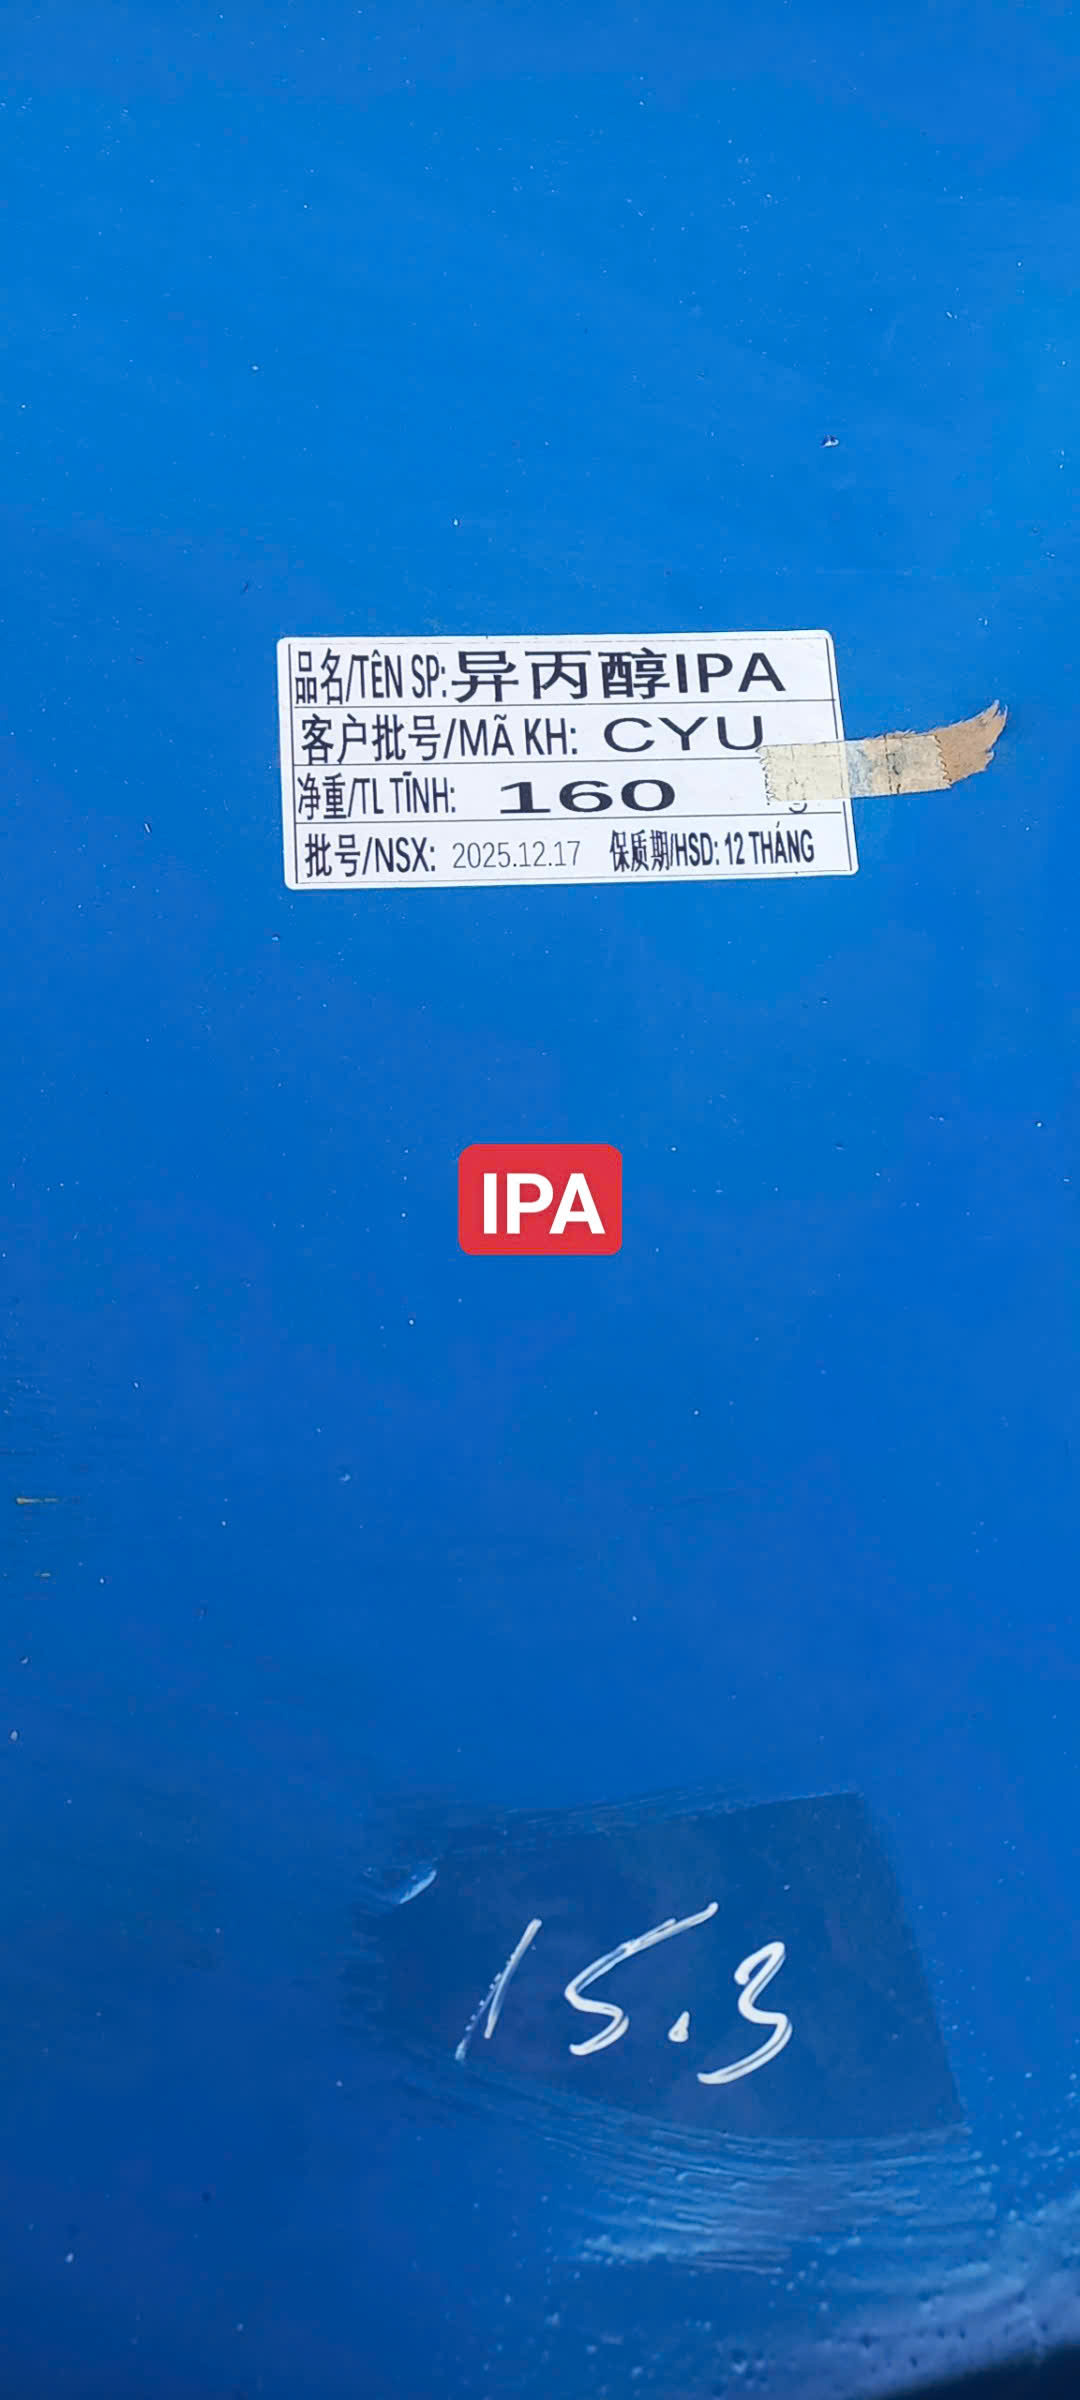 品名/TÊN SP: 异丙醇IPA
客户批号/MÃ KH: CYU
净重/TL TĪNH: 160
批号/NSX: 2025.12.17 保质期/HSD: 12 THÁNG
IPA
15.3